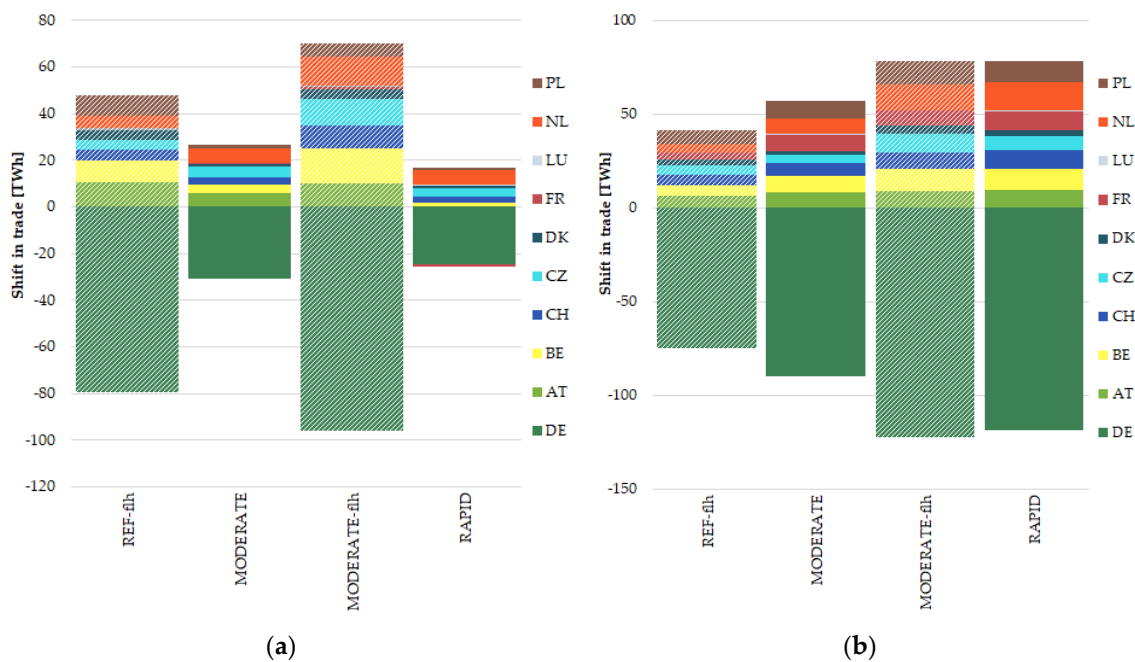 80
60
40
20
0
-20
-40
-60
-80
-100
-120
Shift in trade [TWh]
REF-flh
MODERATE
MODERATE-flh
RAPID
PL
NL
LU
FR
DK
CZ
CH
BE
AT
DE
(a)
100
50
0
-50
-100
-150
Shift in trade [TWh]
REF-flh
MODERATE
MODERATE-flh
RAPID
PL
NL
LU
FR
DK
CZ
CH
BE
AT
DE
(b)